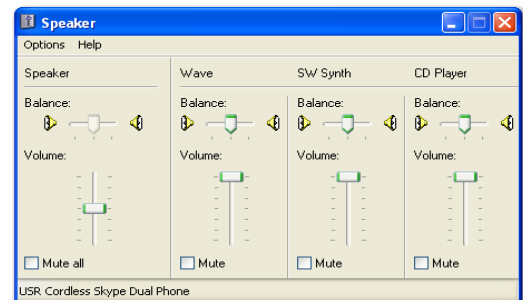 Speaker
Options Help
Speaker Wave SW Synth CD Player
Balance: Balance: Balance: Balance:
Volume: Volume: Volume: Volume:
Mute all Mute Mute Mute
USR Cordless Skype Dual Phone